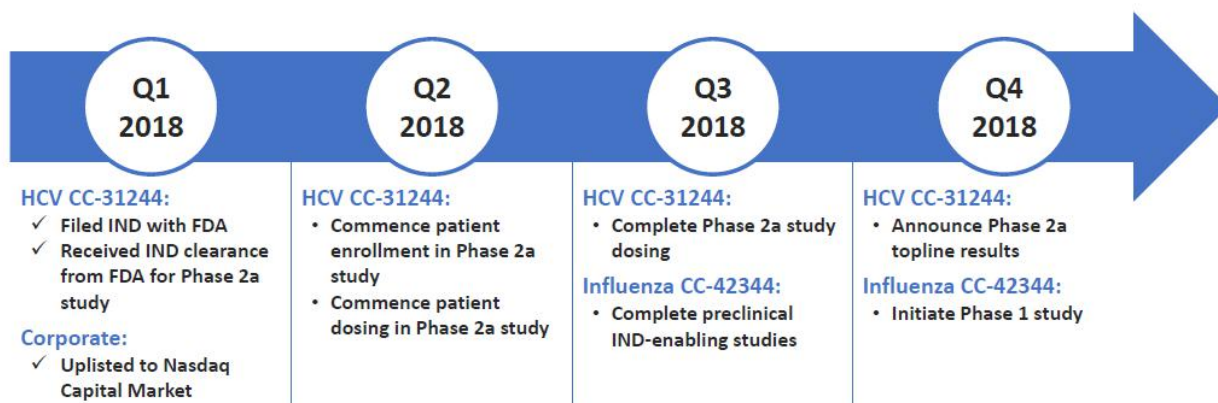 Q1
2018
Q2
2018
Q3
2018
Q4
2018
HCV CC-31244:
✓ Filed IND with FDA
✓ Received IND clearance
from FDA for Phase 2a
study
Corporate:
✓ Uplisted to Nasdaq
Capital Market
HCV CC-31244:
• Commence patient
enrollment in Phase 2a
study
• Commence patient
dosing in Phase 2a study
HCV CC-31244:
• Complete Phase 2a study
dosing
Influenza CC-42344:
• Complete preclinical
IND-enabling studies
HCV CC-31244:
• Announce Phase 2a
topline results
Influenza CC-42344:
• Initiate Phase 1 study